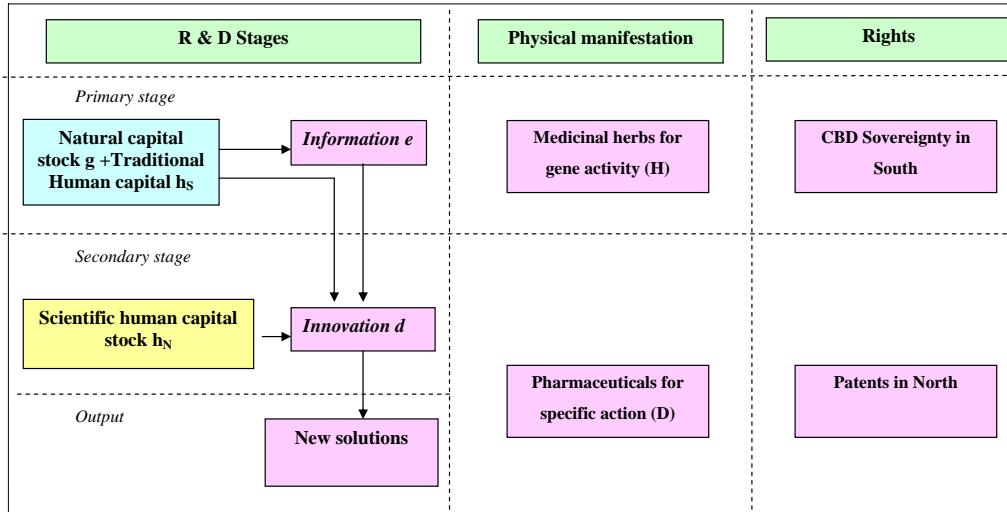 R & D Stages
Physical manifestation
Rights
Primary stage
Natural capital
stock g +Traditional
Human capital hS
Information e
Medicinal herbs for
gene activity (H)
CBD Sovereignty in
South
Secondary stage
Scientific human capital
stock hN
Innovation d
Pharmaceuticals for
specific action (D)
Patents in North
Output
New solutions